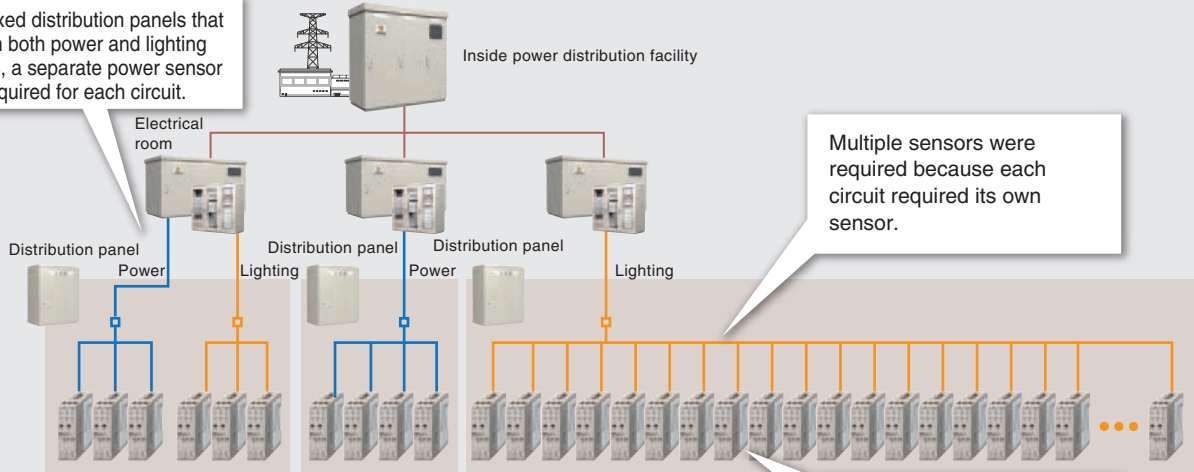 xed distribution panels that
both power and lighting
, a separate power sensor
quired for each circuit.
Inside power distribution facility
Electrical
room
Multiple sensors were
required because each
circuit required its own
sensor.
Distribution panel
Power
Lighting
Distribution panel
Power
Distribution panel
Lighting